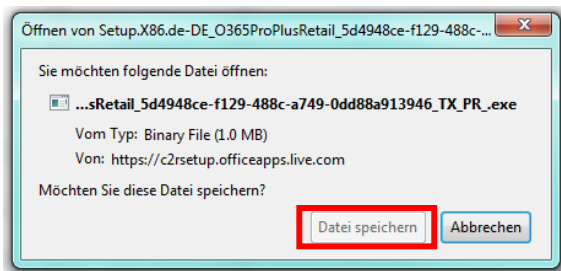 Öffnen von Setup.X86.de-DE_O365ProPlusRetail_5d4948ce-f129-488c-...
Sie möchten folgende Datei öffnen:
...sRetail_5d4948ce-f129-488c-a749-0dd88a913946_TX_PR_.exe
Vom Typ: Binary File (1.0 MB)
Von: https://c2rsetup.officeapps.live.com
Möchten Sie diese Datei speichern?
Datei speichern Abbrechen